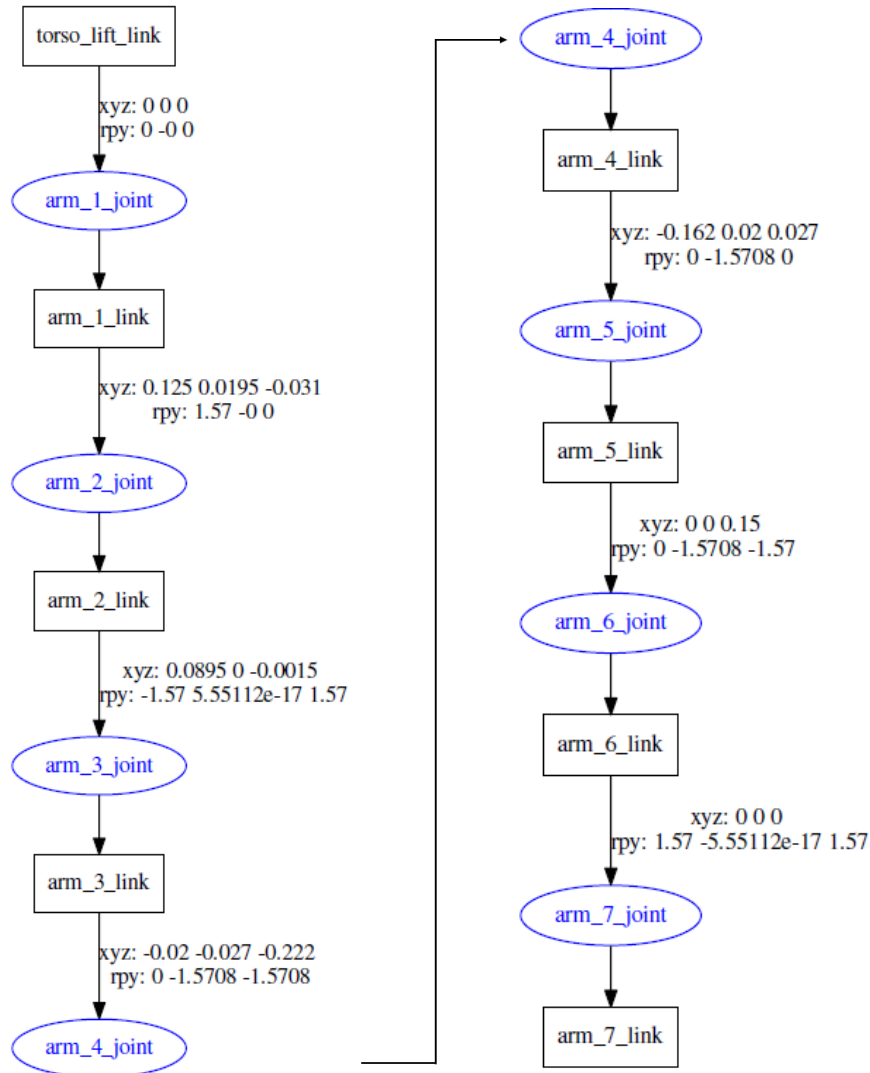 torso_lift_link
xyz: 0 0 0
rpy: 0 -0 0
arm_1_joint
arm_1_link
xyz: 0.125 0.0195 -0.031
rpy: 1.57 -0 0
arm_2_joint
arm_2_link
xyz: 0.0895 0 -0.0015
rpy: -1.57 5.55112e-17 1.57
arm_3_joint
arm_3_link
xyz: -0.02 -0.027 -0.222
rpy: 0 -1.5708 -1.5708
arm_4_joint
arm_4_joint
arm_4_link
xyz: -0.162 0.02 0.027
rpy: 0 -1.5708 0
arm_5_joint
arm_5_link
xyz: 0 0 0.15
rpy: 0 -1.5708 -1.57
arm_6_joint
arm_6_link
xyz: 0 0 0
rpy: 1.57 -5.55112e-17 1.57
arm_7_joint
arm_7_link